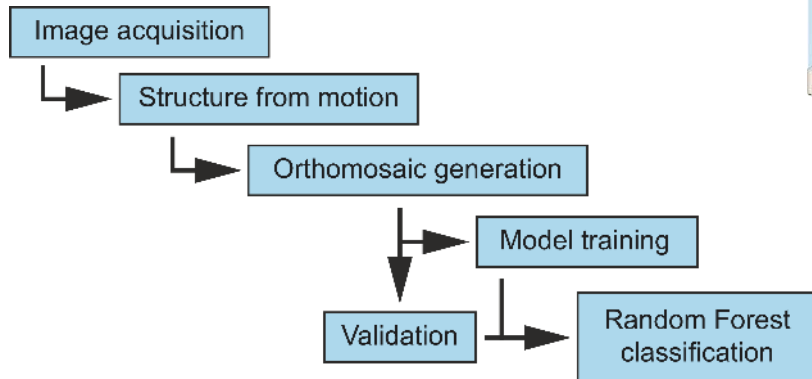 Image acquisition
Structure from motion
Orthomosaic generation
Model training
Validation
Random Forest
classification